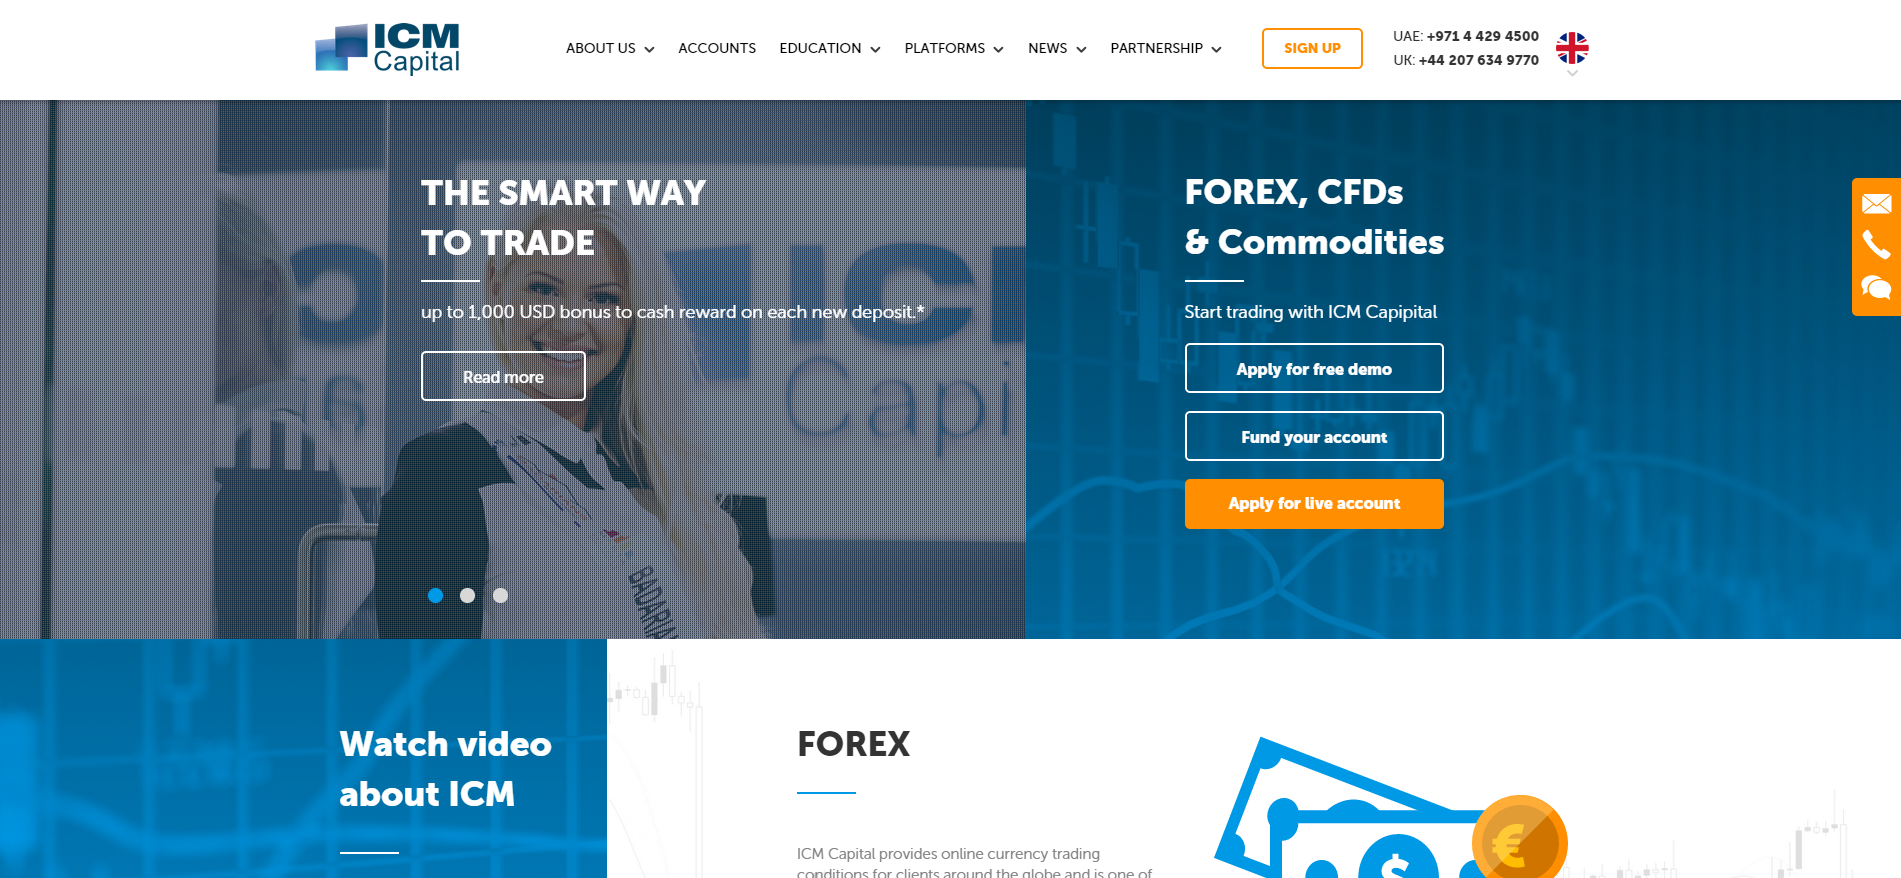 ICM
Capital
ABOUT US
ACCOUNTS
EDUCATION
PLATFORMS
NEWS
PARTNERSHIP
SIGN UP
UAE: +971 4 429 4500
UK: +44 207 634 9770
THE SMART WAY
TO TRADE
up to 1,000 USD bonus to cash reward on each new deposit.*
Read more
ICM
Capi
BADARIA
FOREX, CFDs
& Commodities
Start trading with ICM Capipital
Apply for free demo
Fund your account
Apply for live account
Watch video
about ICM
FOREX
ICM Capital provides online currency trading
conditions for clients around the globe and is one of
$
€